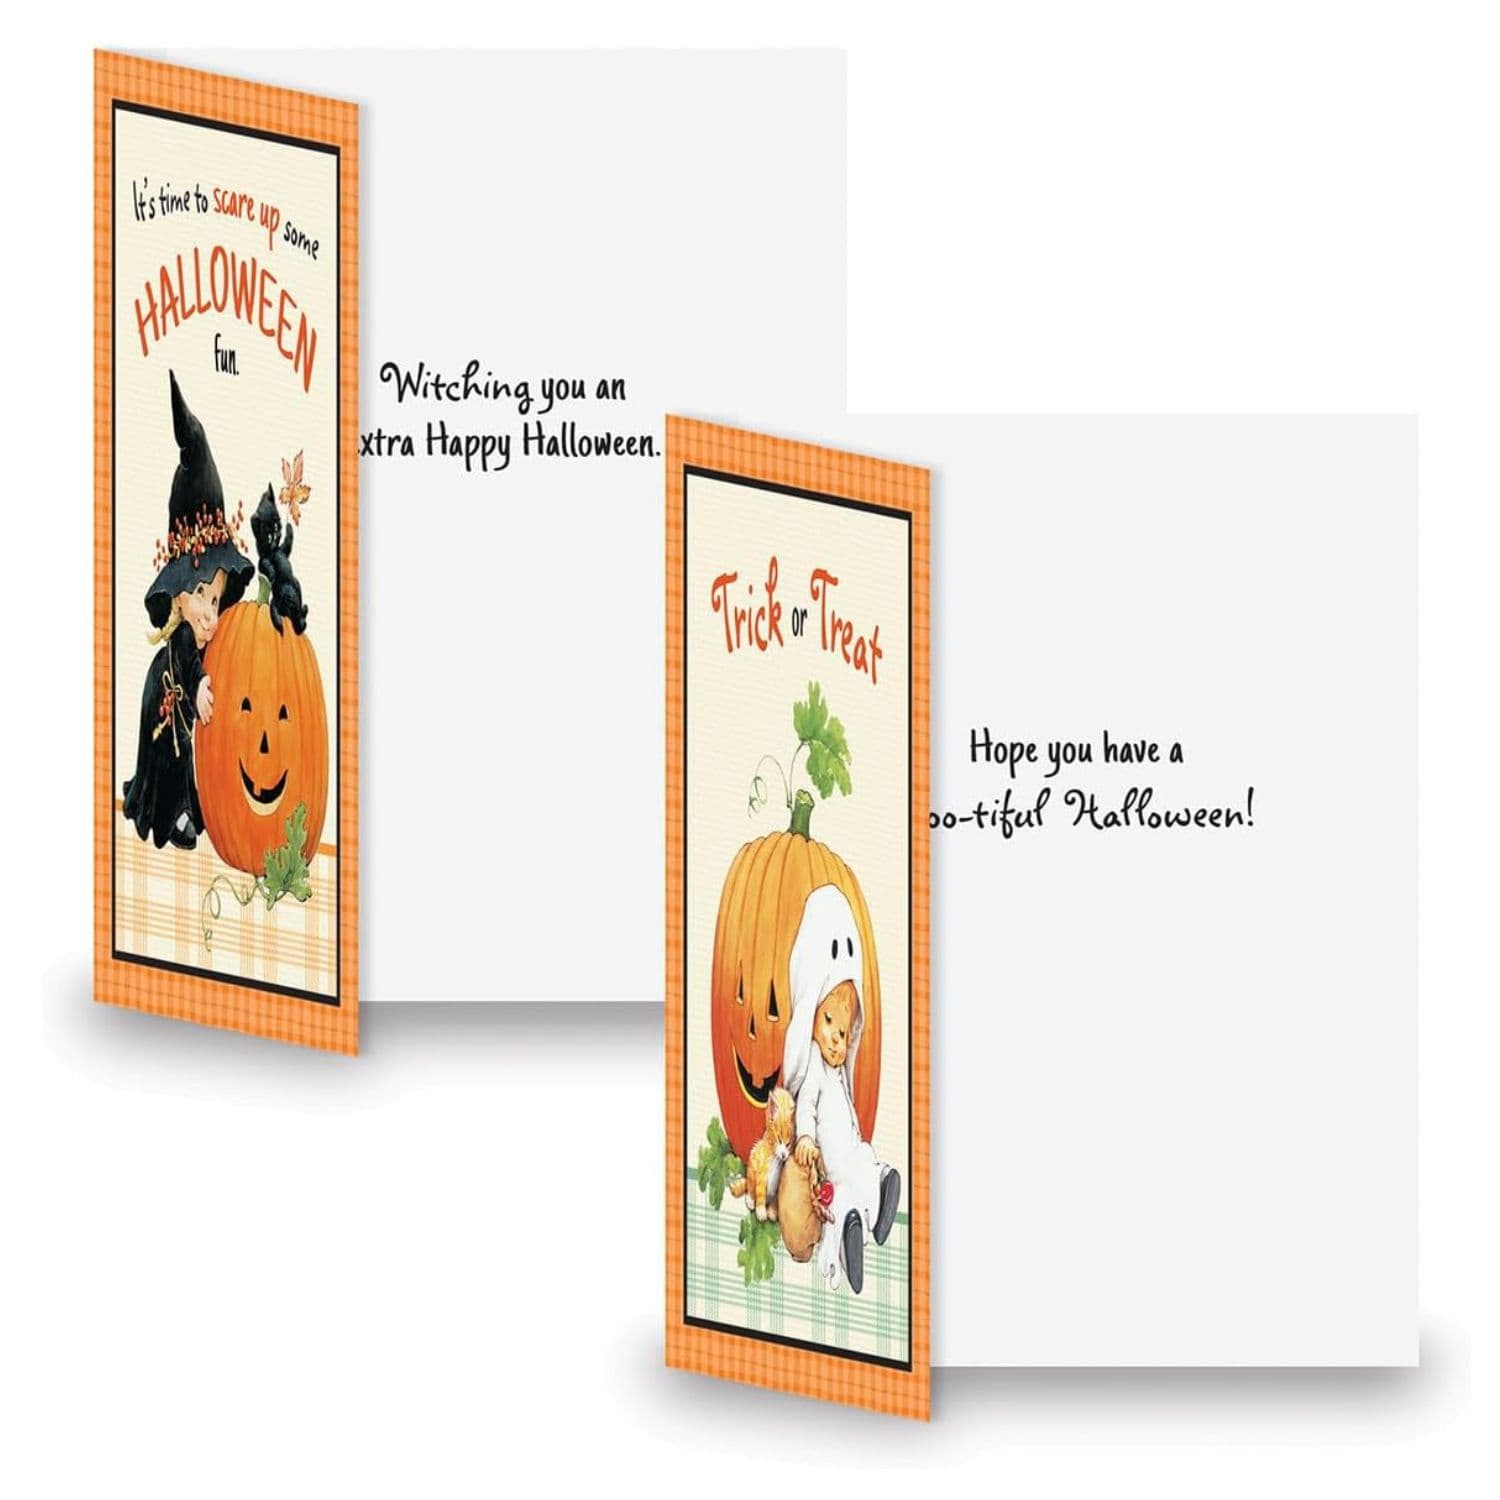 It's time to scare up some
HALLOWEEN
fun.
Witching you an
xtra Happy Halloween.
Trick or Treat
Hope you have a
oo-tiful Halloween!